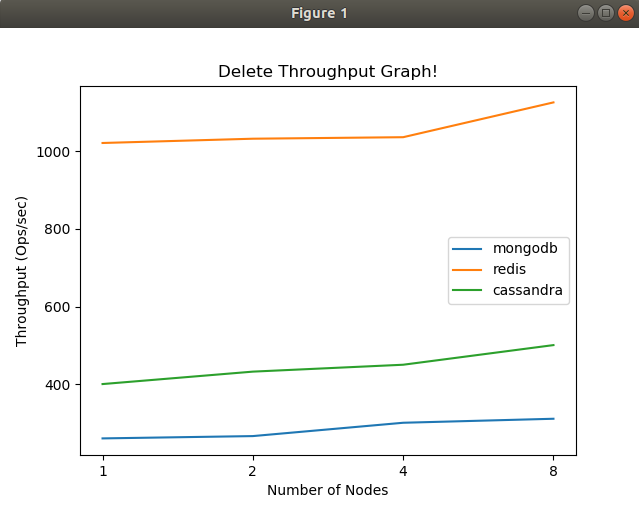 Figure 1
Delete Throughput Graph!
Throughput (Ops/sec)
1000
800
600
400
mongodb
redis
cassandra
1 2 4 8
Number of Nodes